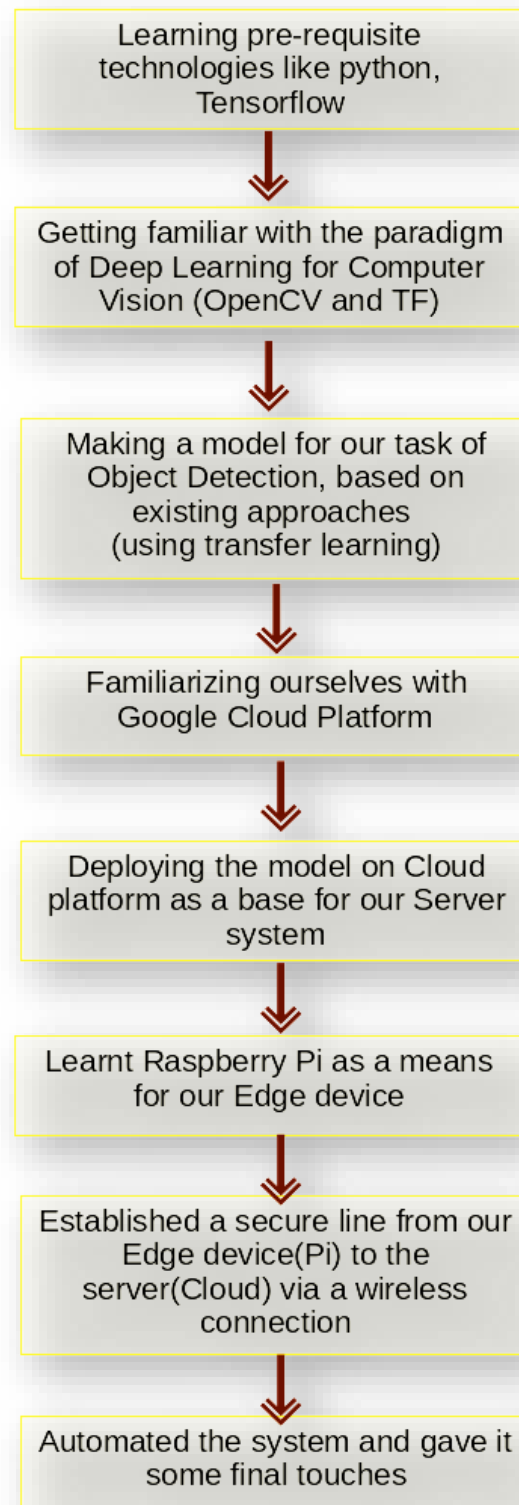 Learning pre-requisite
technologies like python,
Tensorflow
Getting familiar with the paradigm
of Deep Learning for Computer
Vision (OpenCV and TF)
Making a model for our task of
Object Detection, based on
existing approaches
(using transfer learning)
Familiarizing ourselves with
Google Cloud Platform
Deploying the model on Cloud
platform as a base for our Server
system
Learnt Raspberry Pi as a means
for our Edge device
Established a secure line from our
Edge device(Pi) to the
server(Cloud) via a wireless
connection
Automated the system and gave it
some final touches